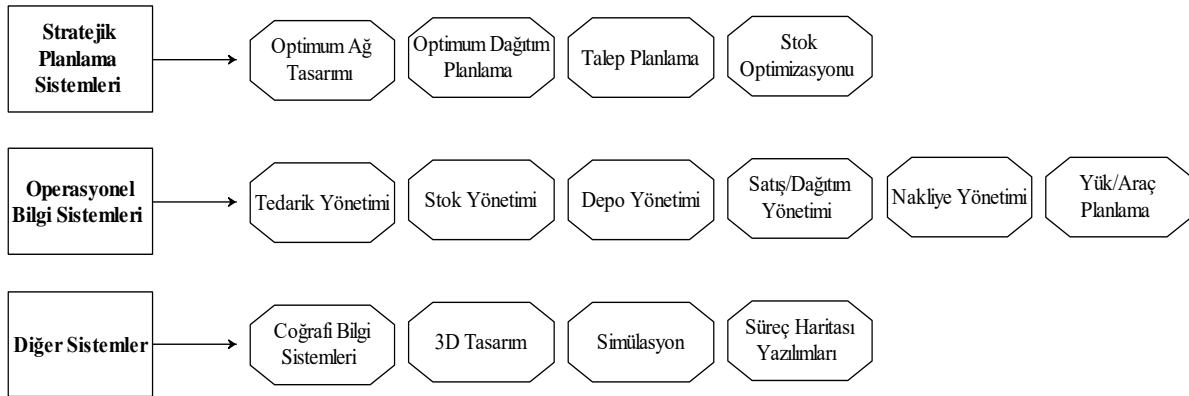 Stratejik
Planlama
Sistemleri
Optimum Ağ
Tasarımı
Optimum Dağıtım
Planlama
Talep Planlama
Stok
Optimizasyonu
Operasyonel
Bilgi Sistemleri
Tedarik Yönetimi
Stok Yönetimi
Depo Yönetimi
Satış/Dağıtım
Yönetimi
Nakliye Yönetimi
Yük/Araç
Planlama
Diğer Sistemler
Coğrafi Bilgi
Sistemleri
3D Tasarım
Simülasyon
Süreç Haritası
Yazılımları